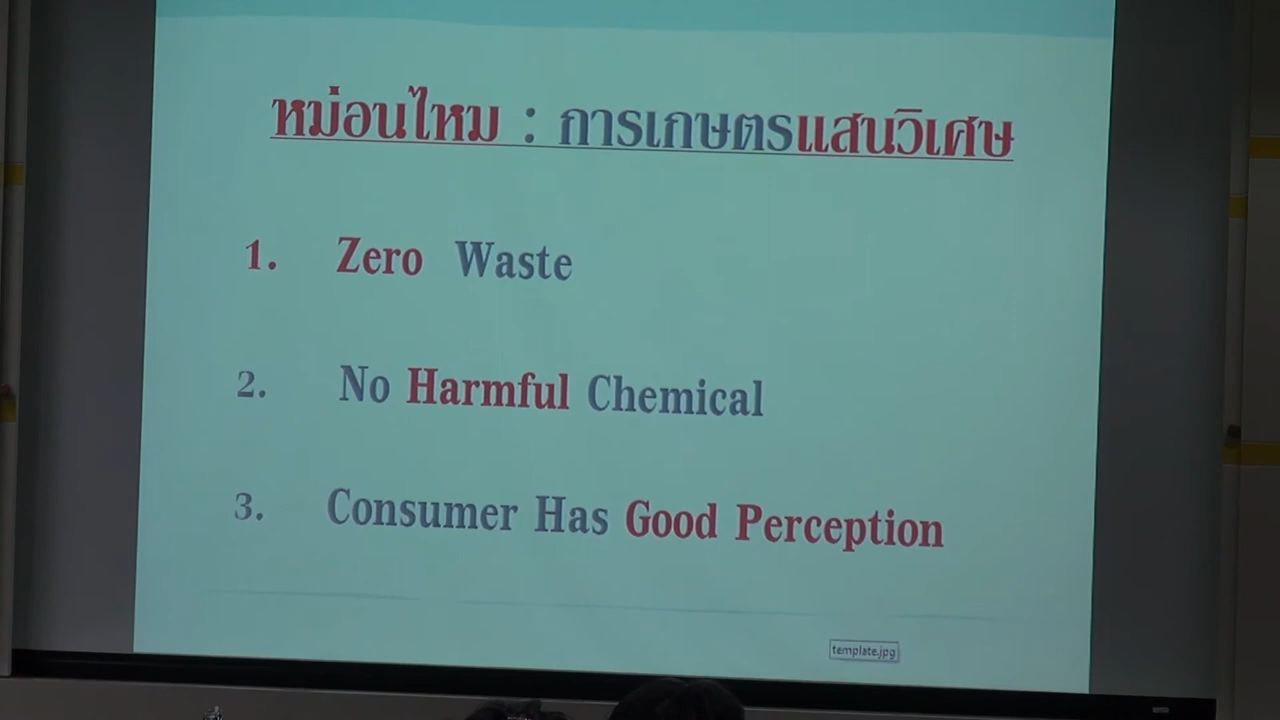 หม่อนไหม : การเกษตรแสนวิเศษ
1. Zero Waste
2. No Harmful Chemical
3. Consumer Has Good Perception
template.jpg